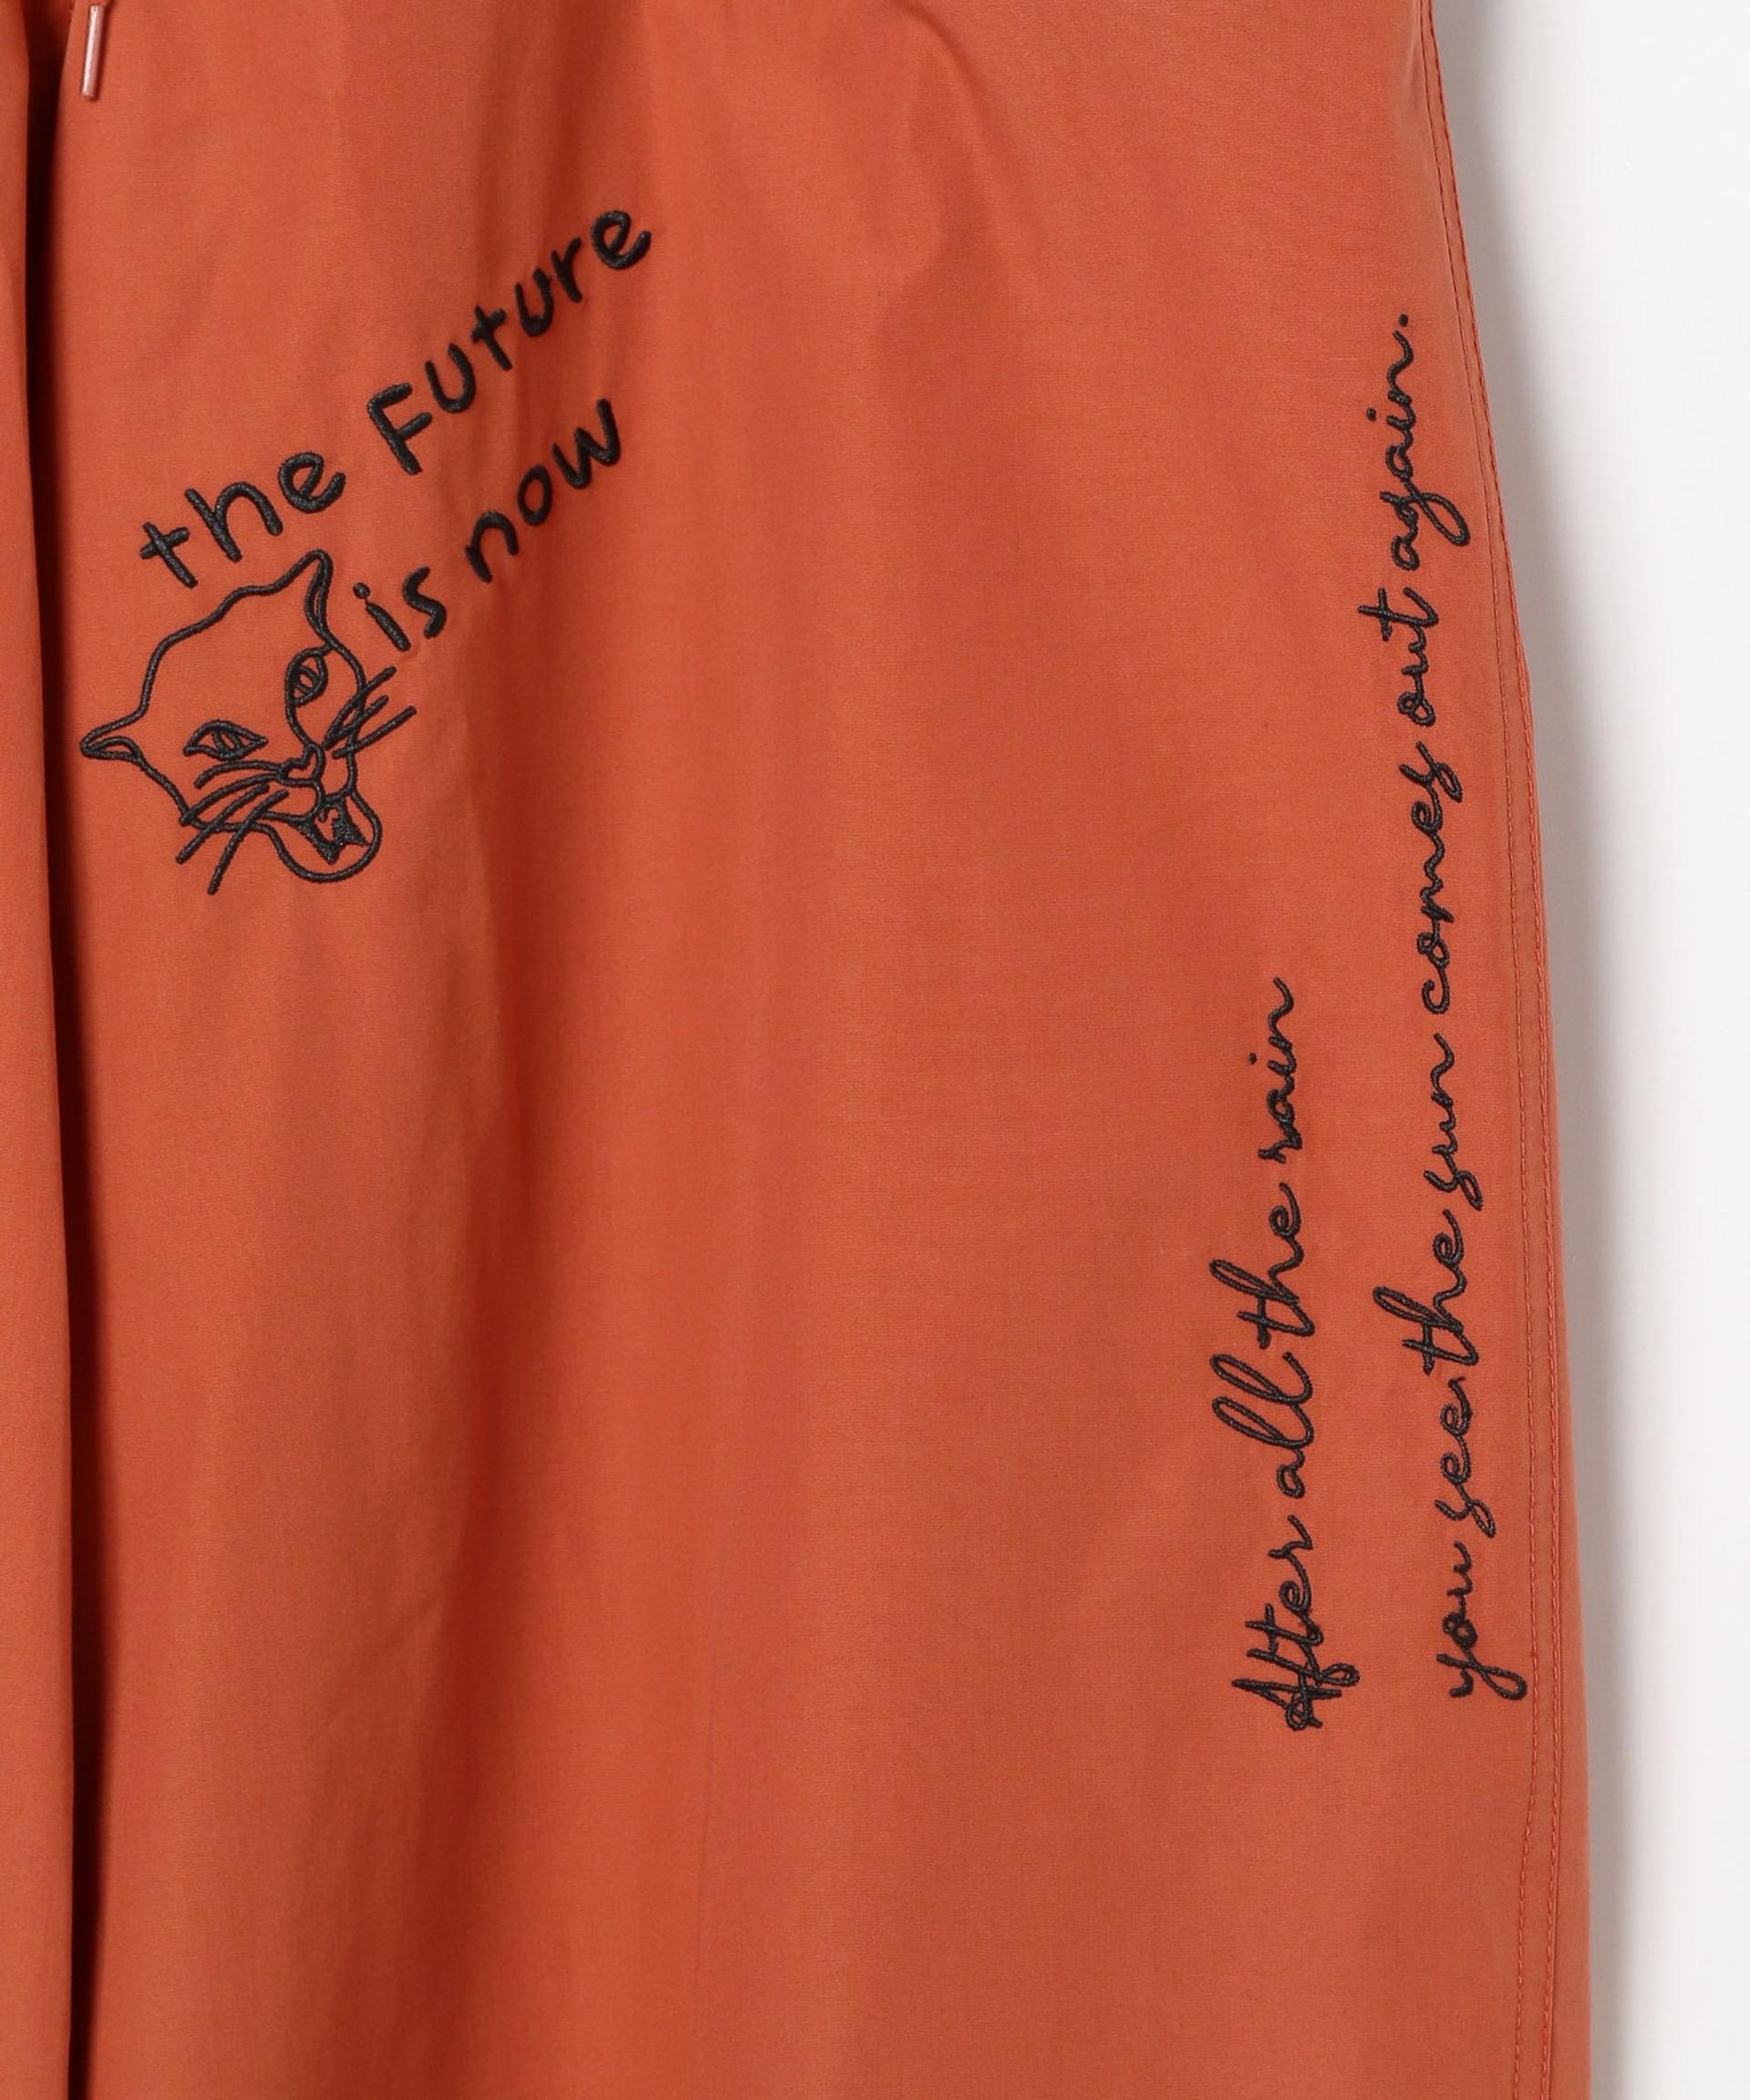 the Future
is now
After all the rain
you see the sun comes out again.